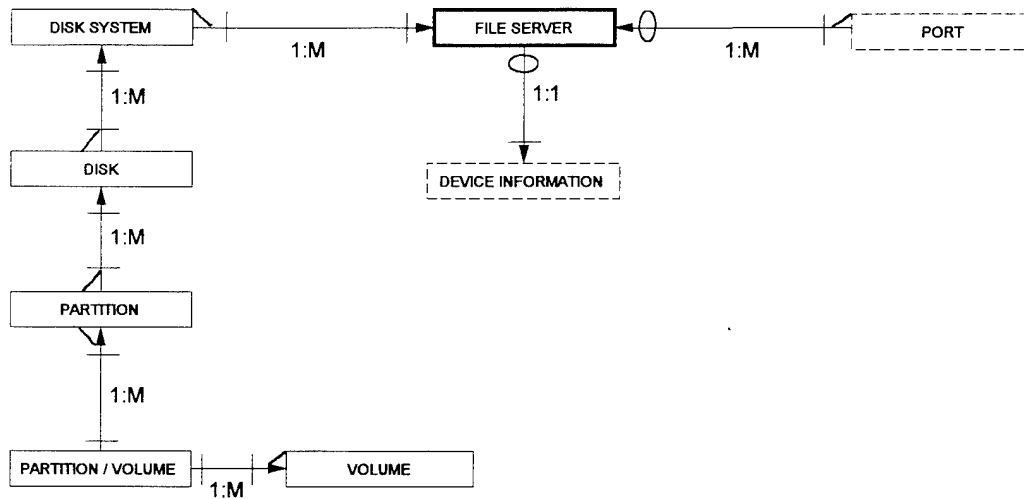 DISK SYSTEM
1:M
FILE SERVER
1:M
PORT
1:M
1:1
DISK
DEVICE INFORMATION
1:M
PARTITION
1:M
PARTITION / VOLUME
1:M
VOLUME